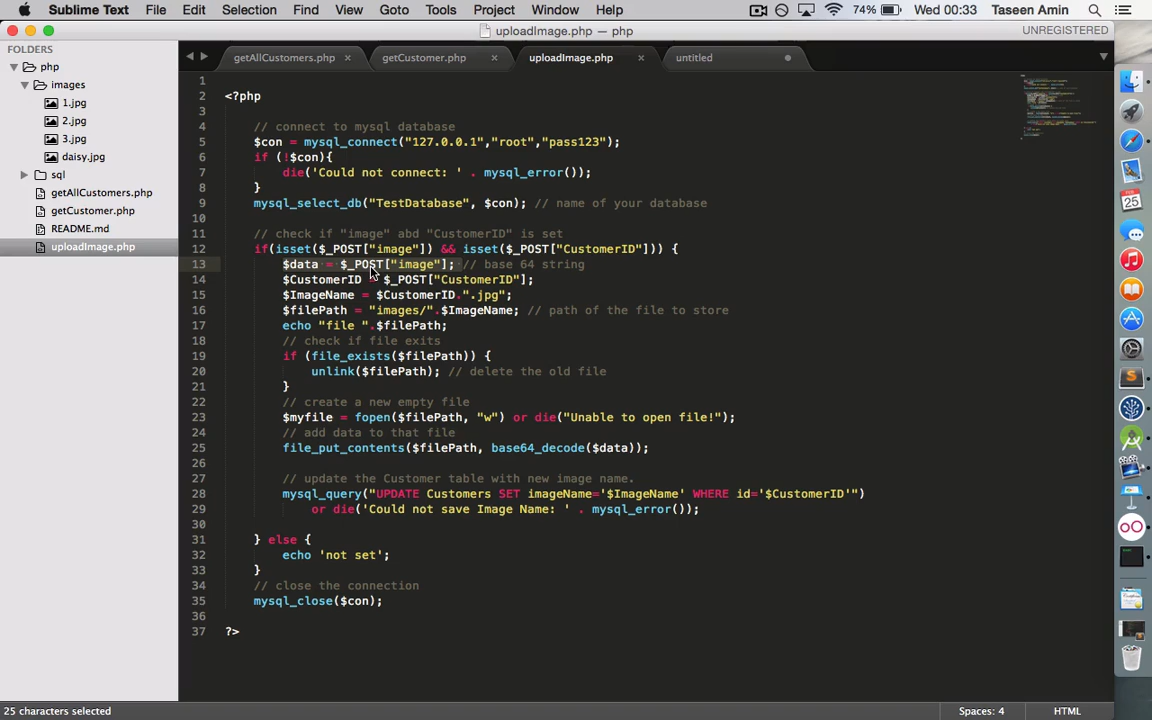 Sublime Text File Edit Selection Find View Goto Tools Project Window Help 74% Wed 00:33 Taseen Amin
uploadImage.php — php UNREGISTERED
FOLDERS
php
images
1.jpg
2.jpg
3.jpg
daisy.jpg
sql
getAllCustomers.php
getCustomer.php
README.md
uploadImage.php
getAllCustomers.php × getCustomer.php × uploadImage.php × untitled
1
2 <?php
3
4 // connect to mysql database
5 $con = mysql_connect("127.0.0.1","root","pass123");
6 if (!$con){
7 die('Could not connect: ' . mysql_error());
8 }
9 mysql_select_db("TestDatabase", $con); // name of your database
10
11 // check if "image" abd "CustomerID" is set
12 if(isset($_POST["image"]) && isset($_POST["CustomerID"])) {
13 $data = $_POST["image"]; // base 64 string
14 $CustomerID = $_POST["CustomerID"];
15 $ImageName = $CustomerID.".jpg";
16 $filePath = "images/".$ImageName; // path of the file to store
17 echo "file ".$filePath;
18 // check if file exits
19 if (file_exists($filePath)) {
20 unlink($filePath); // delete the old file
21 }
22 // create a new empty file
23 $myfile = fopen($filePath, "w") or die("Unable to open file!");
24 // add data to that file
25 file_put_contents($filePath, base64_decode($data));
26
27 // update the Customer table with new image name.
28 mysql_query("UPDATE Customers SET imageName='$ImageName' WHERE id='$CustomerID'")
29 or die('Could not save Image Name: ' . mysql_error());
30
31 } else {
32 echo 'not set';
33 }
34 // close the connection
35 mysql_close($con);
36
37 ?>
FEB
25
25 characters selected Spaces: 4 HTML